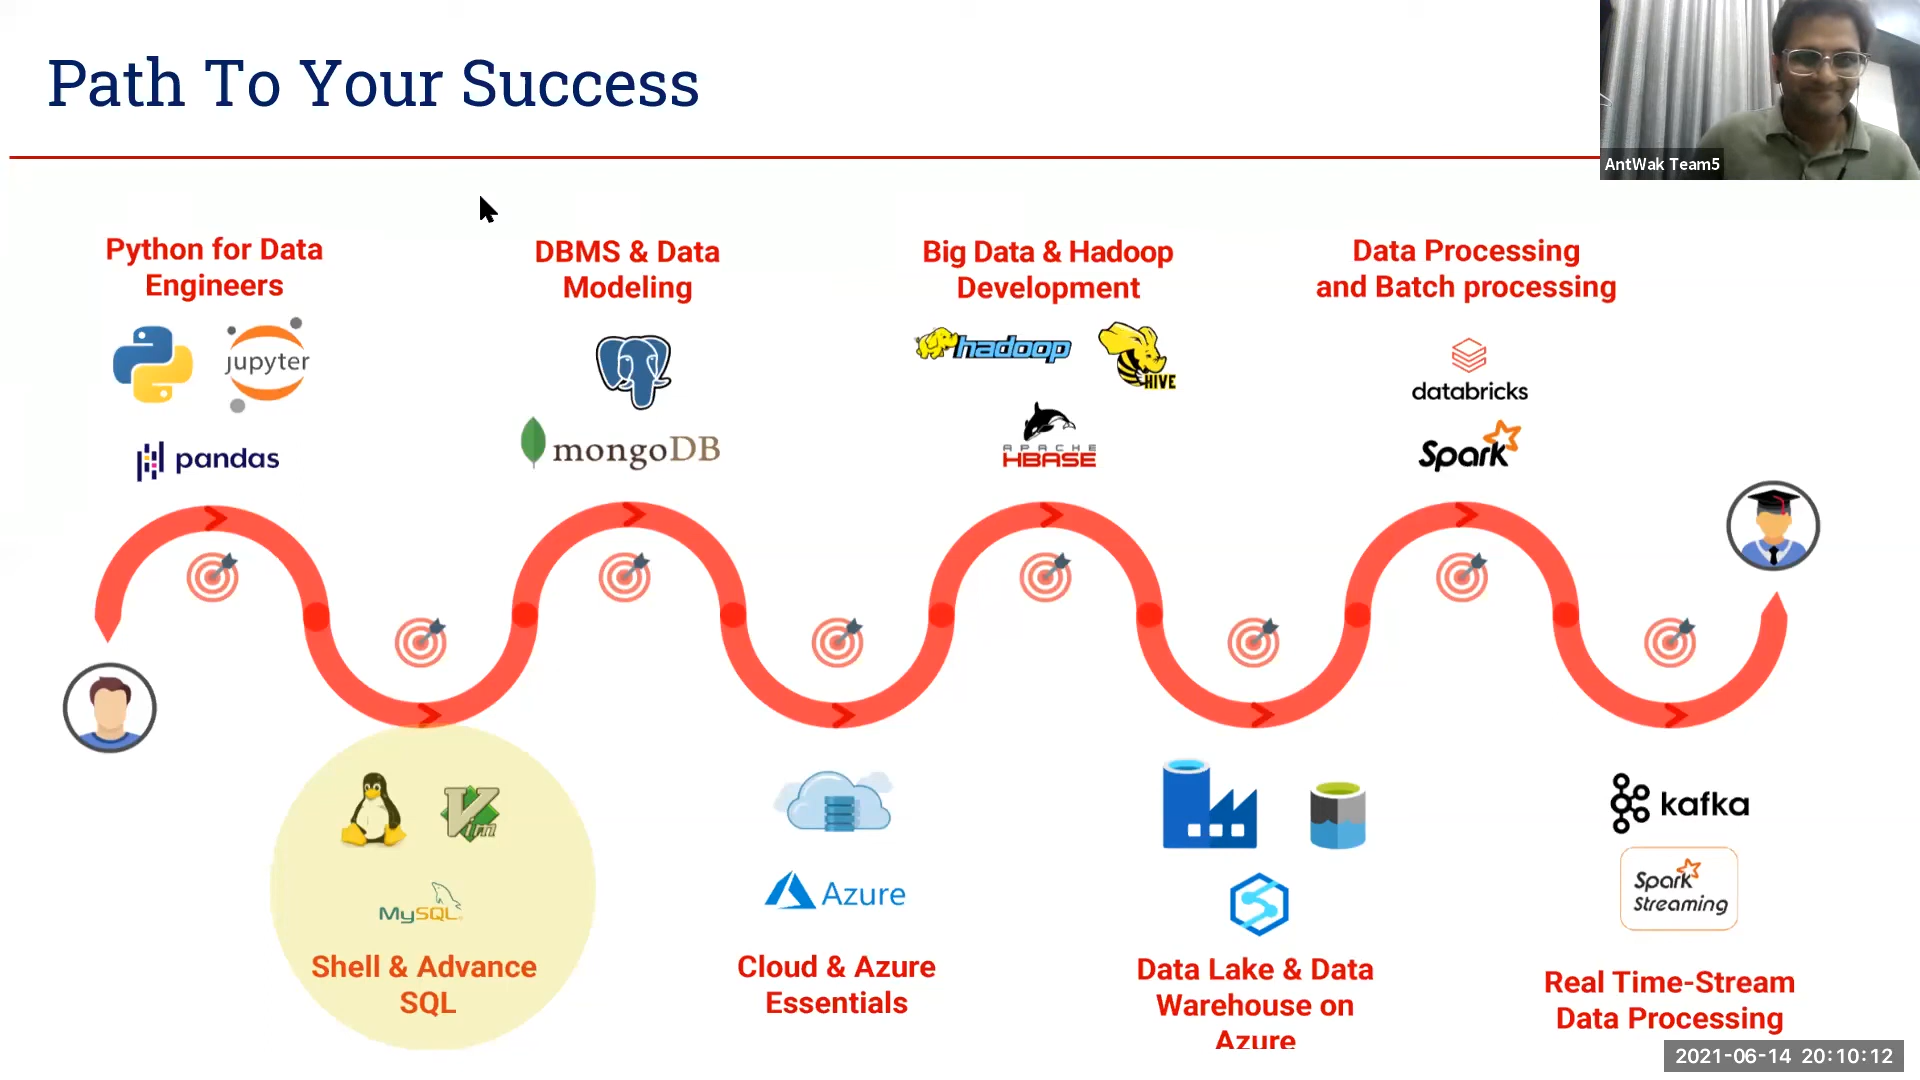 Path To Your Success
AntWak Team5
Python for Data
Engineers
jupyter
pandas
DBMS & Data
Modeling
mongoDB
Big Data & Hadoop
Development
hadoop
HIVE
APACHE
HBASE
Data Processing
and Batch processing
databricks
Spark
Vim
MySQL
Shell & Advance
SQL
Azure
Cloud & Azure
Essentials
Data Lake & Data
Warehouse on
Azure
kafka
Spark
Streaming
Real Time-Stream
Data Processing
2021-06-14 20:10:12